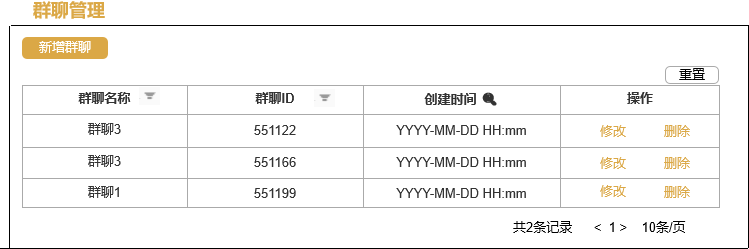 群聊管理
新增群聊
重置
群聊名称 群聊ID 创建时间 操作
群聊3 551122 YYYY-MM-DD HH:mm 修改 删除
群聊3 551166 YYYY-MM-DD HH:mm 修改 删除
群聊1 551199 YYYY-MM-DD HH:mm 修改 删除
共2条记录 < 1 > 10条/页